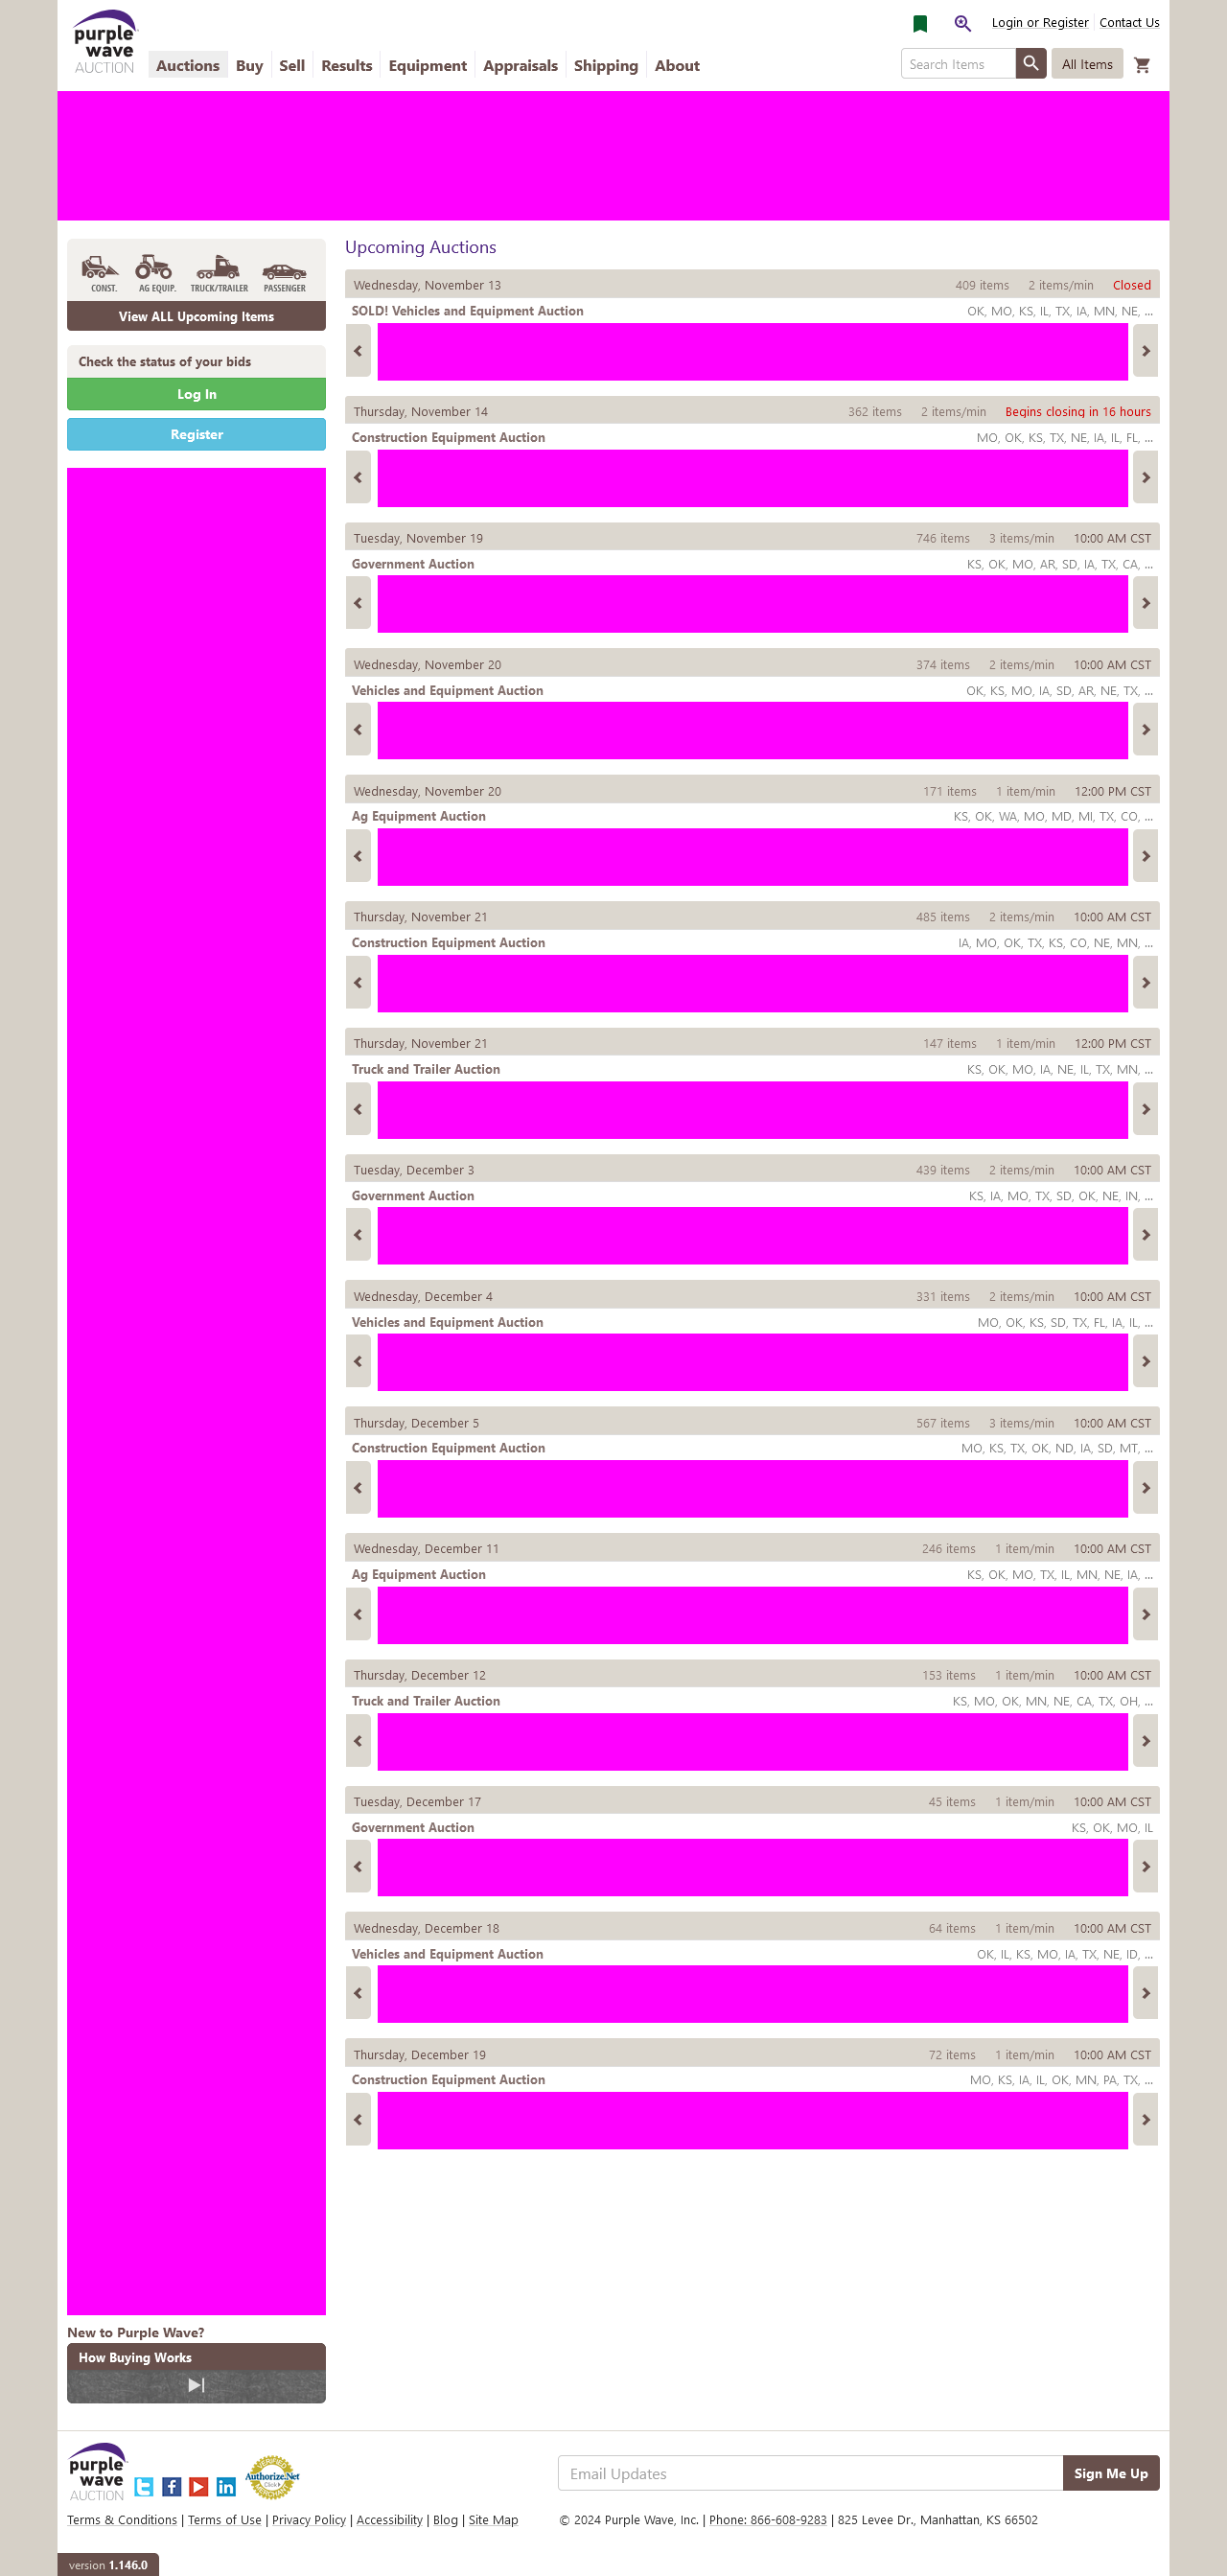 purple
wave
AUCTION
Login or Register
Contact Us
Auctions
Buy
Sell
Results
Equipment
Appraisals
Shipping
About
Search Items
All Items
CONST.
AG EQUIP.
TRUCK/TRAILER
PASSENGER
View ALL Upcoming Items
Check the status of your bids
Log In
Register
Upcoming Auctions
Wednesday, November 13 409 items 2 items/min Closed
SOLD! Vehicles and Equipment Auction OK, MO, KS, IL, TX, IA, MN, NE, ...
Thursday, November 14 362 items 2 items/min Begins closing in 16 hours
Construction Equipment Auction MO, OK, KS, TX, NE, IA, IL, FL, ...
Tuesday, November 19 746 items 3 items/min 10:00 AM CST
Government Auction KS, OK, MO, AR, SD, IA, TX, CA, ...
Wednesday, November 20 374 items 2 items/min 10:00 AM CST
Vehicles and Equipment Auction OK, KS, MO, IA, SD, AR, NE, TX, ...
Wednesday, November 20 171 items 1 item/min 12:00 PM CST
Ag Equipment Auction KS, OK, WA, MO, MD, MI, TX, CO, ...
Thursday, November 21 485 items 2 items/min 10:00 AM CST
Construction Equipment Auction IA, MO, OK, TX, KS, CO, NE, MN, ...
Thursday, November 21 147 items 1 item/min 12:00 PM CST
Truck and Trailer Auction KS, OK, MO, IA, NE, IL, TX, MN, ...
Tuesday, December 3 439 items 2 items/min 10:00 AM CST
Government Auction KS, IA, MO, TX, SD, OK, NE, IN, ...
Wednesday, December 4 331 items 2 items/min 10:00 AM CST
Vehicles and Equipment Auction MO, OK, KS, SD, TX, FL, IA, IL, ...
Thursday, December 5 567 items 3 items/min 10:00 AM CST
Construction Equipment Auction MO, KS, TX, OK, ND, IA, SD, MT, ...
Wednesday, December 11 246 items 1 item/min 10:00 AM CST
Ag Equipment Auction KS, OK, MO, TX, IL, MN, NE, IA, ...
Thursday, December 12 153 items 1 item/min 10:00 AM CST
Truck and Trailer Auction KS, MO, OK, MN, NE, CA, TX, OH, ...
Tuesday, December 17 45 items 1 item/min 10:00 AM CST
Government Auction KS, OK, MO, IL
Wednesday, December 18 64 items 1 item/min 10:00 AM CST
Vehicles and Equipment Auction OK, IL, KS, MO, IA, TX, NE, ID, ...
Thursday, December 19 72 items 1 item/min 10:00 AM CST
Construction Equipment Auction MO, KS, IA, IL, OK, MN, PA, TX, ...
New to Purple Wave?
How Buying Works
purple
wave
AUCTION
Authorize.Net
Click
Email Updates
Sign Me Up
Terms & Conditions | Terms of Use | Privacy Policy | Accessibility | Blog | Site Map
© 2024 Purple Wave, Inc. | Phone: 866-608-9283 | 825 Levee Dr., Manhattan, KS 66502
version 1.146.0